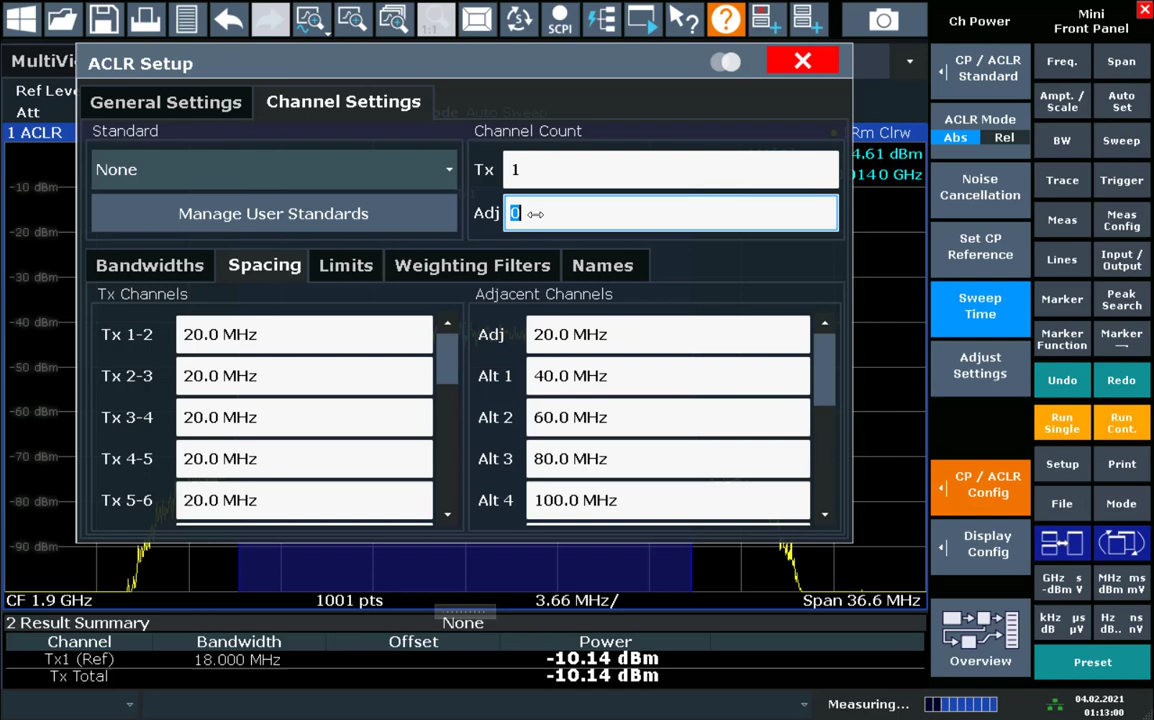 SCPI
1:1
Ch Power
Mini
Front Panel
MultiVi
Ref Leve
Att
1 ACLR
Rm Clrw
4.61 dBm
0140 GHz
-10 dBm
-20 dBm
-30 dBm
-40 dBm
-50 dBm
-60 dBm
-70 dBm
-80 dBm
-90 dBm
ACLR Setup
General Settings
Channel Settings
ode Auto Sweep
Standard
None
Manage User Standards
Channel Count
Tx
1
Adj
0
Bandwidths
Spacing
Limits
Weighting Filters
Names
Tx Channels
Tx 1-2
20.0 MHz
Tx 2-3
20.0 MHz
Tx 3-4
20.0 MHz
Tx 4-5
20.0 MHz
Tx 5-6
20.0 MHz
Adjacent Channels
Adj
20.0 MHz
Alt 1
40.0 MHz
Alt 2
60.0 MHz
Alt 3
80.0 MHz
Alt 4
100.0 MHz
CF 1.9 GHz
1001 pts
3.66 MHz/
Span 36.6 MHz
2 Result Summary
None
Channel
Bandwidth
Offset
Power
Tx1 (Ref)
18.000 MHz
-10.14 dBm
Tx Total
-10.14 dBm
Measuring...
04.02.2021
01:13:00
CP / ACLR
Standard
ACLR Mode
Abs
Rel
Noise
Cancellation
Set CP
Reference
Sweep
Time
Adjust
Settings
CP / ACLR
Config
Display
Config
Overview
Freq.
Span
Ampt. /
Scale
Auto
Set
BW
Sweep
Trace
Trigger
Meas
Meas
Config
Lines
Input /
Output
Marker
Peak
Search
Marker
Function
Marker
Undo
Redo
Run
Single
Run
Cont.
Setup
Print
File
Mode
GHz s
-dBm V
MHz ms
dBm mV
kHz µs
dB µV
Hz ns
dB.. nV
Preset